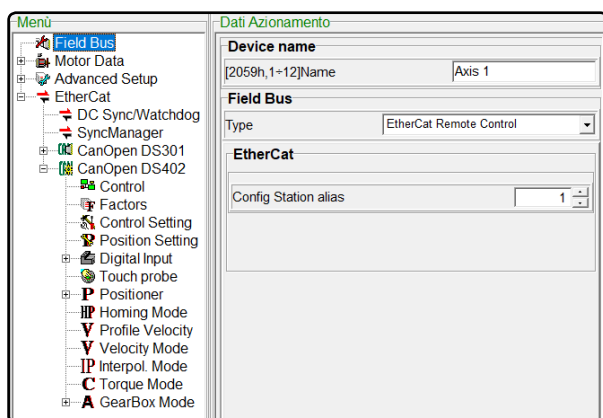 Menù
Field Bus
Motor Data
Advanced Setup
EtherCat
DC Sync/Watchdog
SyncManager
CanOpen DS301
CanOpen DS402
Control
Factors
Control Setting
Position Setting
Digital Input
Touch probe
P Positioner
HP Homing Mode
V Profile Velocity
V Velocity Mode
IP Interpol. Mode
C Torque Mode
A GearBox Mode
Dati Azionamento
Device name
[2059h,1÷12]Name Axis 1
Field Bus
Type EtherCat Remote Control
EtherCat
Config Station alias 1